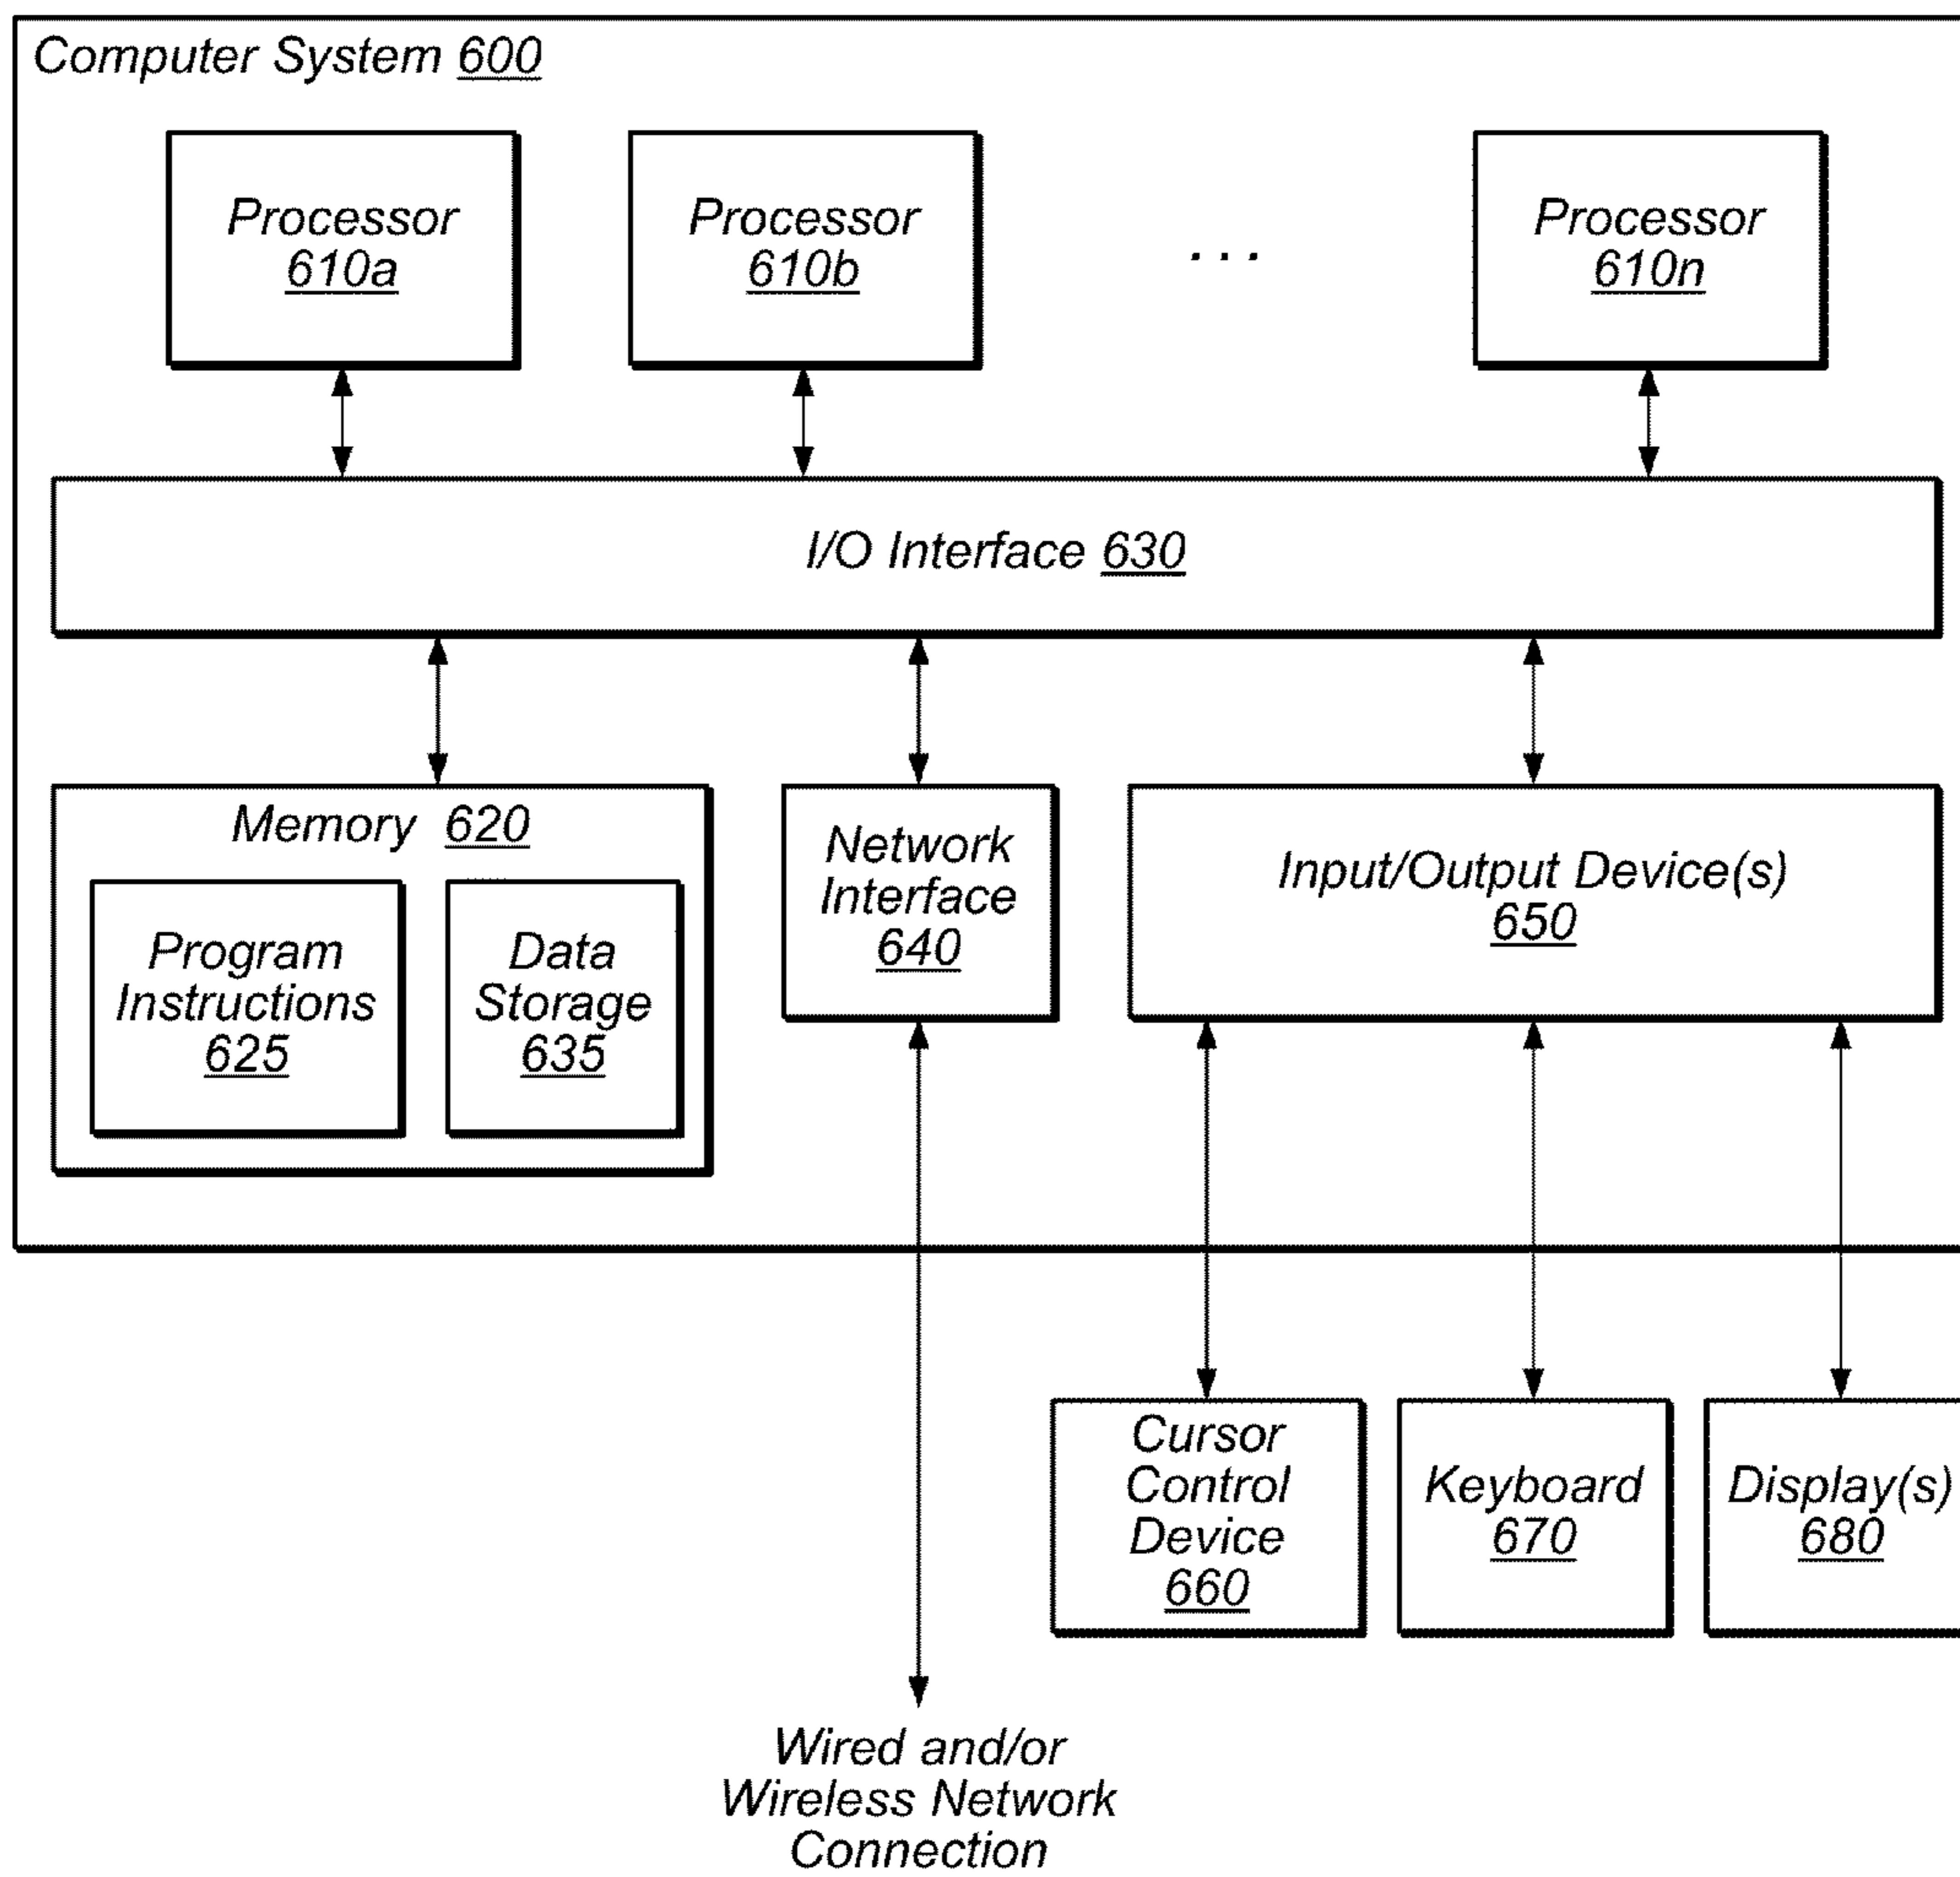 Computer System 600
Processor
610a
Processor
610b
. . .
Processor
610n
I/O Interface 630
Memory 620
Program
Instructions
625
Data
Storage
635
Network
Interface
640
Input/Output Device(s)
650
Cursor
Control
Device
660
Keyboard
670
Display(s)
680
Wired and/or
Wireless Network
Connection